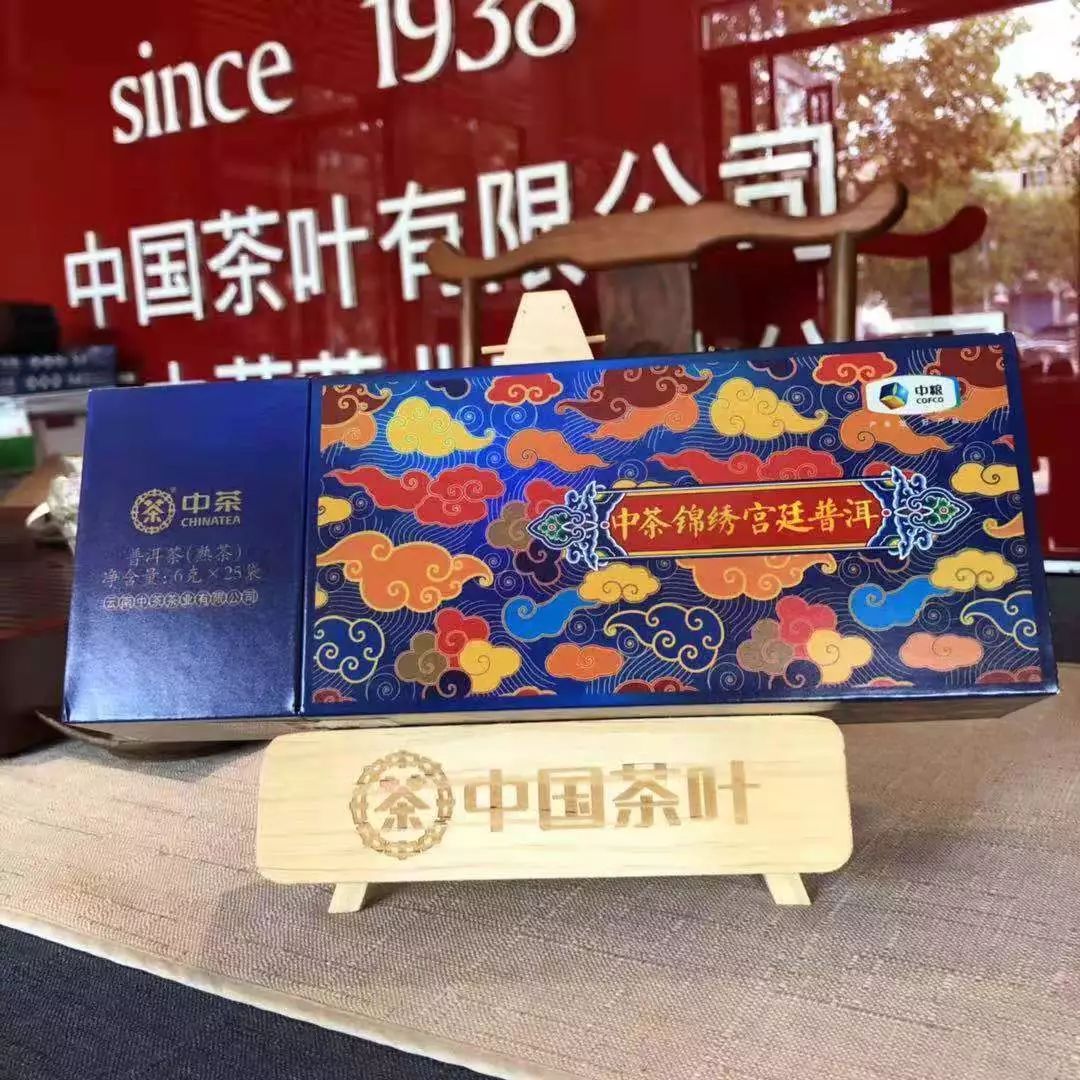 since 1938
中国茶叶有限公司
中粮
COFCO
中茶锦绣宫廷普洱
茶
中茶
CHINATEA
普洱茶(熟茶)
净含量:6克×25袋
云南中茶茶业有限公司
茶
中国茶叶